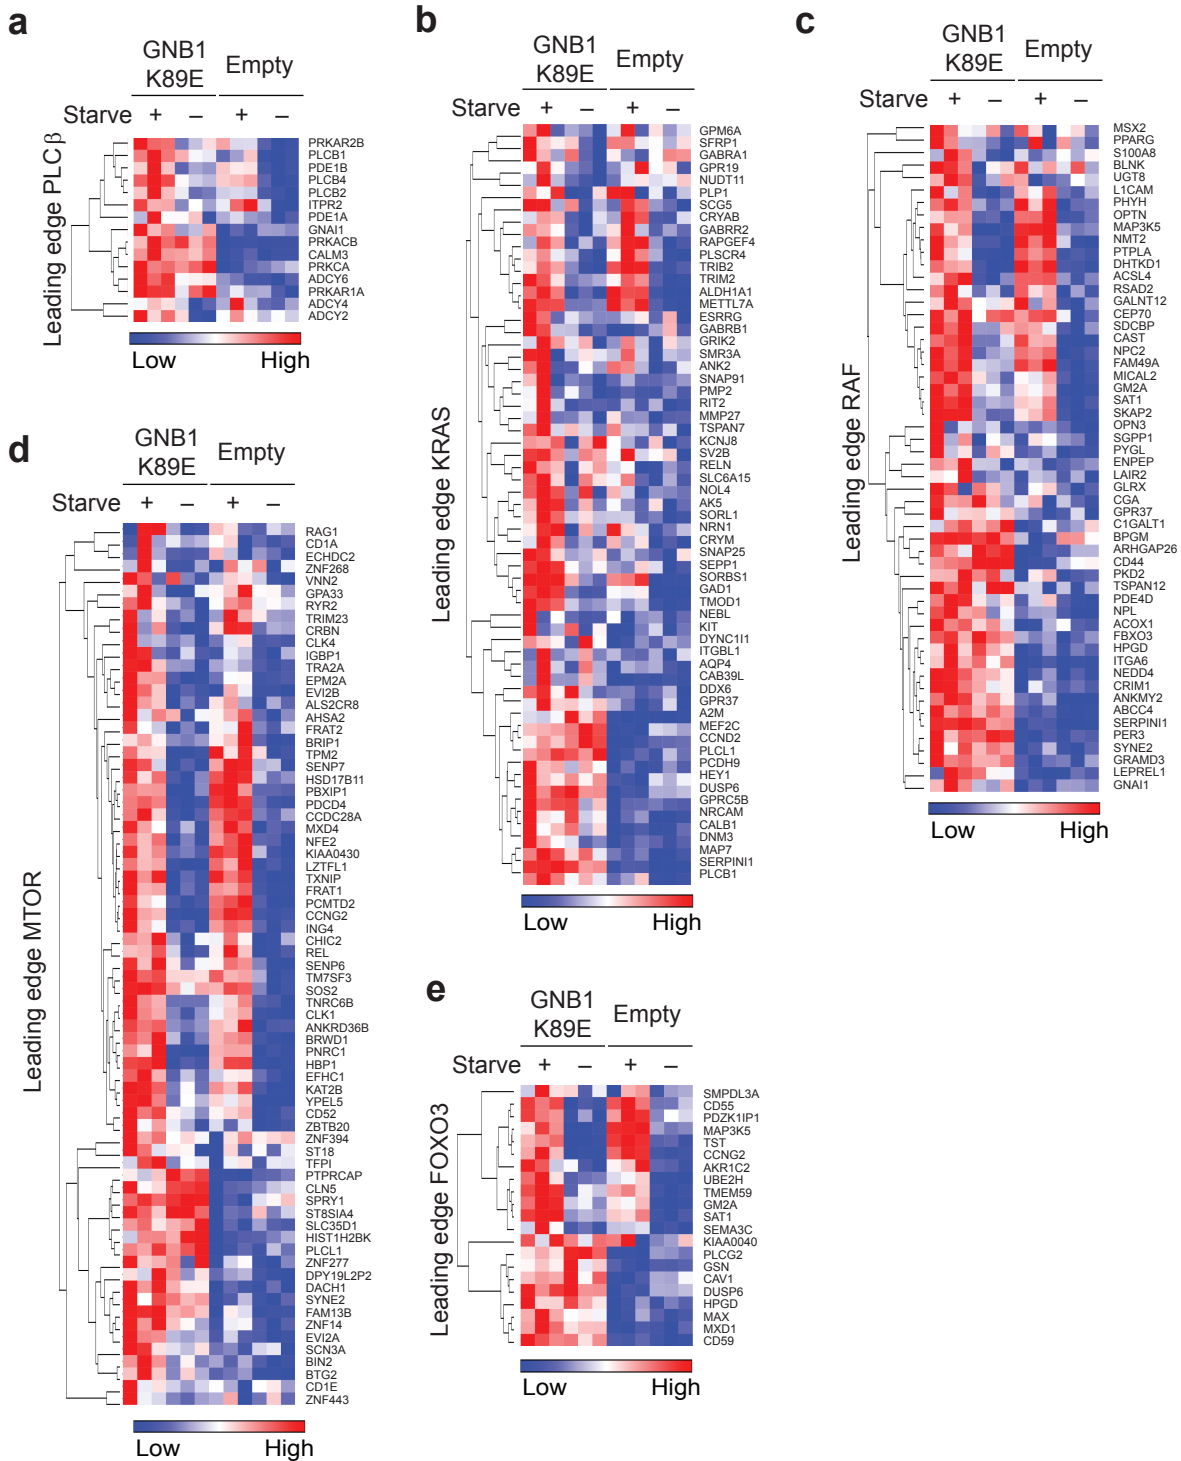 a
GNB1
K89E
Empty
Starve + − + −
Leading edge PLCβ
PRKAR2B
PLCB1
PDE1B
PLCB4
PLCB2
ITPR2
PDE1A
GNAI1
PRKACB
CALM3
PRKCA
ADCY6
PRKAR1A
ADCY4
ADCY2
Low High
b
GNB1
K89E
Empty
Starve + − + −
Leading edge KRAS
GPM6A
SFRP1
GABRA1
GPR19
NUDT11
PLP1
SCG5
CRYAB
GABRR2
RAPGEF4
PLSCR4
TRIB2
TRIM2
ALDH1A1
METTL7A
ESRRG
GABRB1
GRIK2
SMR3A
ANK2
SNAP91
PMP2
RIT2
MMP27
TSPAN7
KCNJ8
SV2B
RELN
SLC6A15
NOL4
AK5
SORL1
NRN1
CRYM
SNAP25
SEPP1
SORBS1
GAD1
TMOD1
NEBL
KIT
DYNC1I1
ITGBL1
AQP4
CAB39L
DDX6
GPR37
A2M
MEF2C
CCND2
PLCL1
PCDH9
HEY1
DUSP6
GPRC5B
NRCAM
CALB1
DNM3
MAP7
SERPINI1
PLCB1
Low High
c
GNB1
K89E
Empty
Starve + − + −
Leading edge RAF
MSX2
PPARG
S100A8
BLNK
UGT8
L1CAM
PHYH
OPTN
MAP3K5
NMT2
PTPLA
DHTKD1
ACSL4
RSAD2
GALNT12
CEP70
SDCBP
CAST
NPC2
FAM49A
MICAL2
GM2A
SAT1
SKAP2
OPN3
SGPP1
PYGL
ENPEP
LAIR2
GLRX
CGA
GPR37
C1GALT1
BPGM
ARHGAP26
CD44
PKD2
TSPAN12
PDE4D
NPL
ACOX1
FBXO3
HPGD
ITGA6
NEDD4
CRIM1
ANKMY2
ABCC4
SERPINI1
PER3
SYNE2
GRAMD3
LEPREL1
GNAI1
Low High
d
GNB1
K89E
Empty
Starve + − + −
Leading edge MTOR
RAG1
CD1A
ECHDC2
ZNF268
VNN2
GPA33
RYR2
TRIM23
CRBN
CLK4
IGBP1
TRA2A
EPM2A
EVI2B
ALS2CR8
AHSA2
FRAT2
BRIP1
TPM2
SENP7
HSD17B11
PBXIP1
PDCD4
CCDC28A
MXD4
NFE2
KIAA0430
LZTFL1
TXNIP
FRAT1
PCMTD2
CCNG2
ING4
CHIC2
REL
SENP6
TM7SF3
SOS2
TNRC6B
CLK1
ANKRD36B
BRWD1
PNRC1
HBP1
EFHC1
KAT2B
YPEL5
CD52
ZBTB20
ZNF394
ST18
TFPI
PTPRCAP
CLN5
SPRY1
ST8SIA4
SLC35D1
HIST1H2BK
PLCL1
ZNF277
DPY19L2P2
DACH1
SYNE2
FAM13B
ZNF14
EVI2A
SCN3A
BIN2
BTG2
CD1E
ZNF443
Low High
e
GNB1
K89E
Empty
Starve + − + −
Leading edge FOXO3
SMPDL3A
CD55
PDZK1IP1
MAP3K5
TST
CCNG2
AKR1C2
UBE2H
TMEM59
GM2A
SAT1
SEMA3C
KIAA0040
PLCG2
GSN
CAV1
DUSP6
HPGD
MAX
MXD1
CD59
Low High